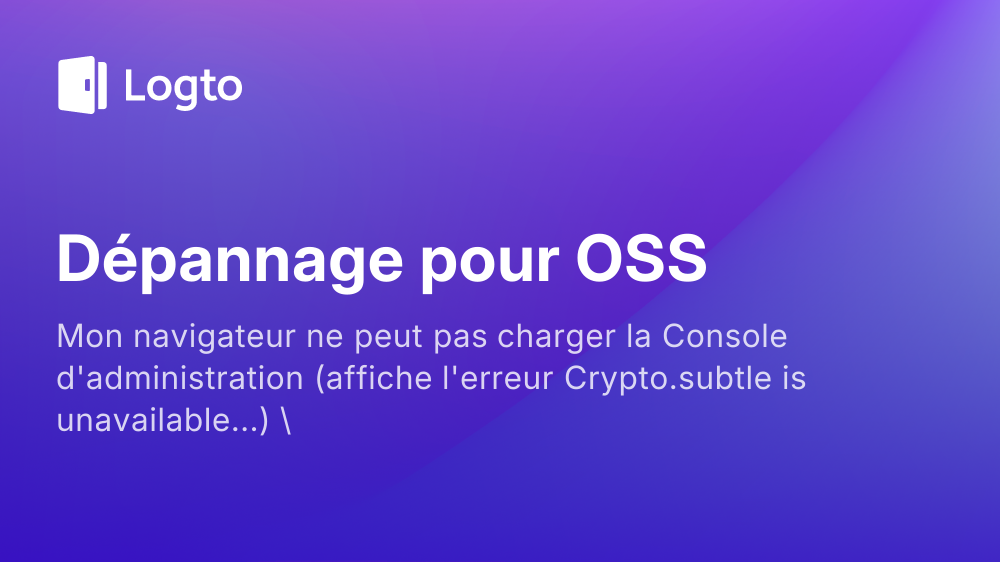 Logto
Dépannage pour OSS
Mon navigateur ne peut pas charger la Console
d'administration (affiche l'erreur Crypto.subtle is
unavailable...) \